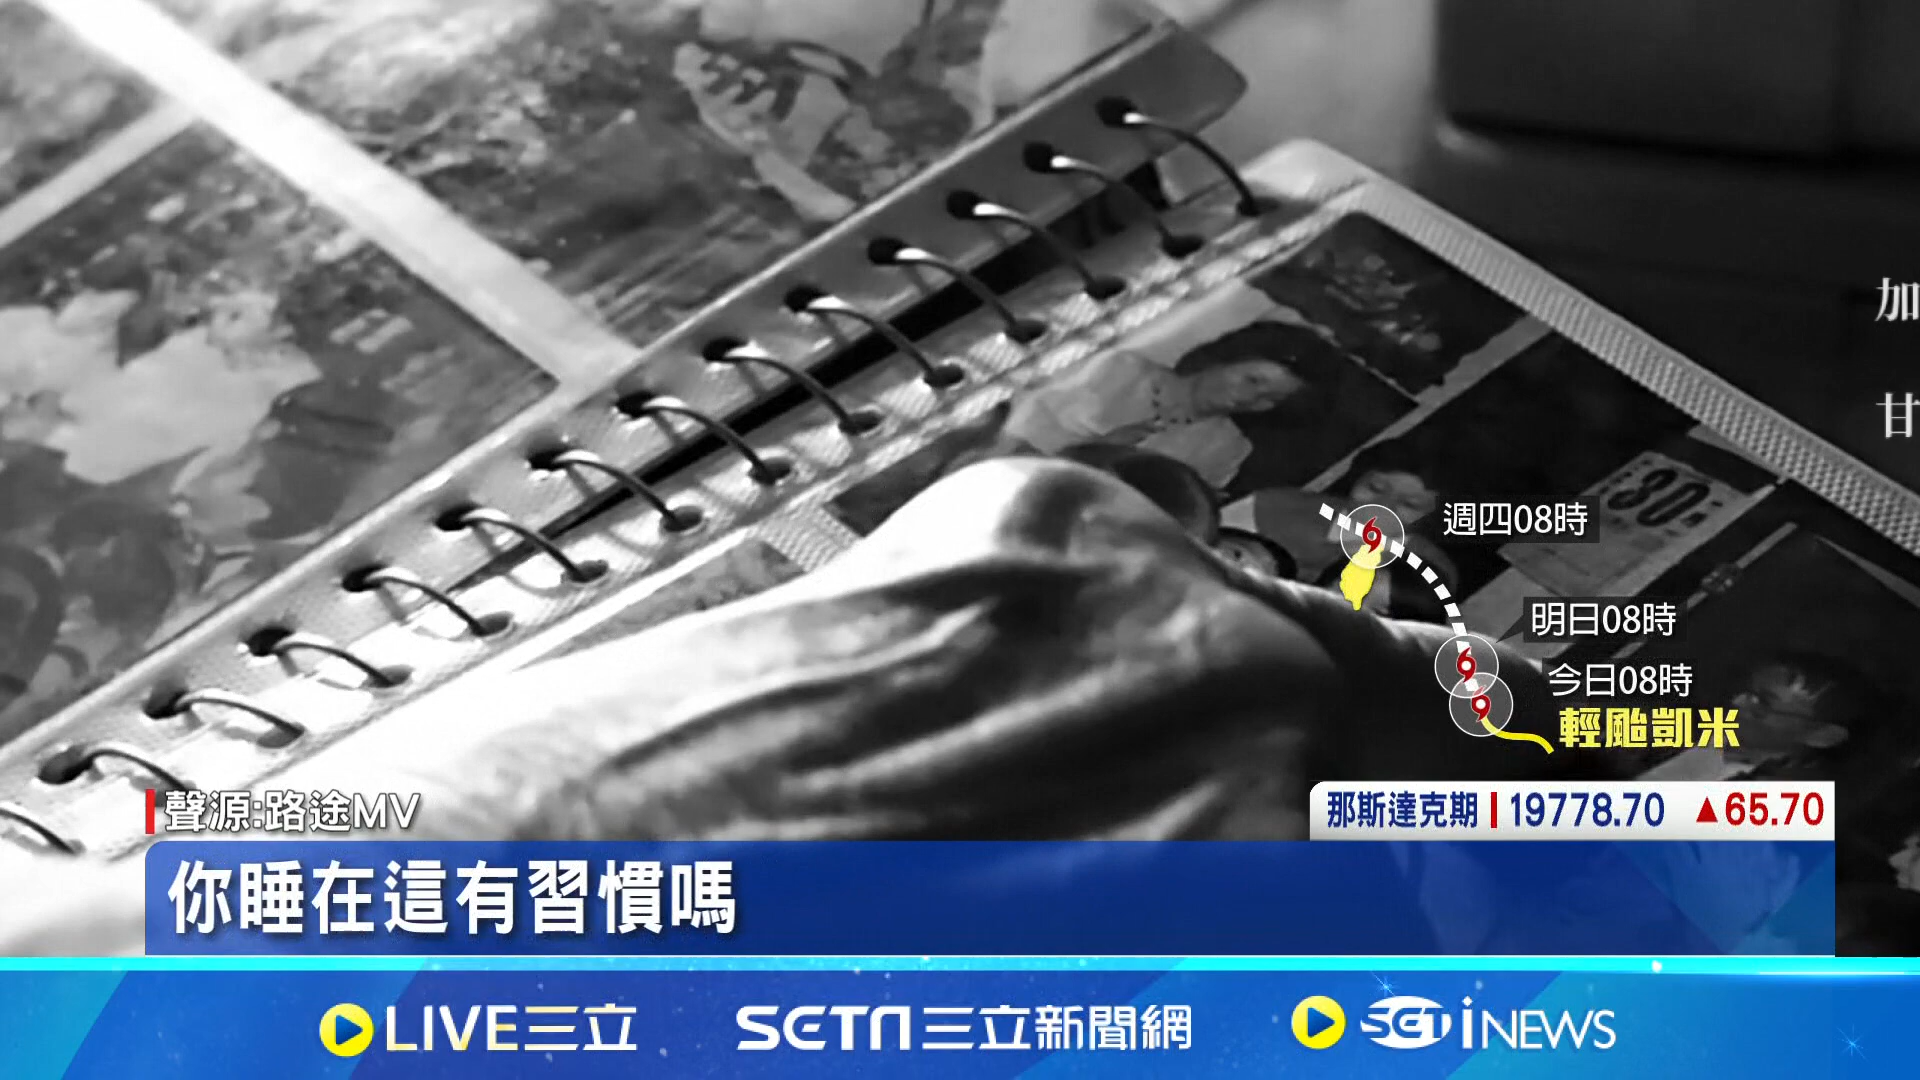 加
甘
30
週四08時
明日08時
今日08時
輕颱凱米
聲源:路途MV
那斯達克期 19778.70 ▲65.70
你睡在這有習慣嗎
LIVE三立 SETN三立新聞網 SET iNEWS